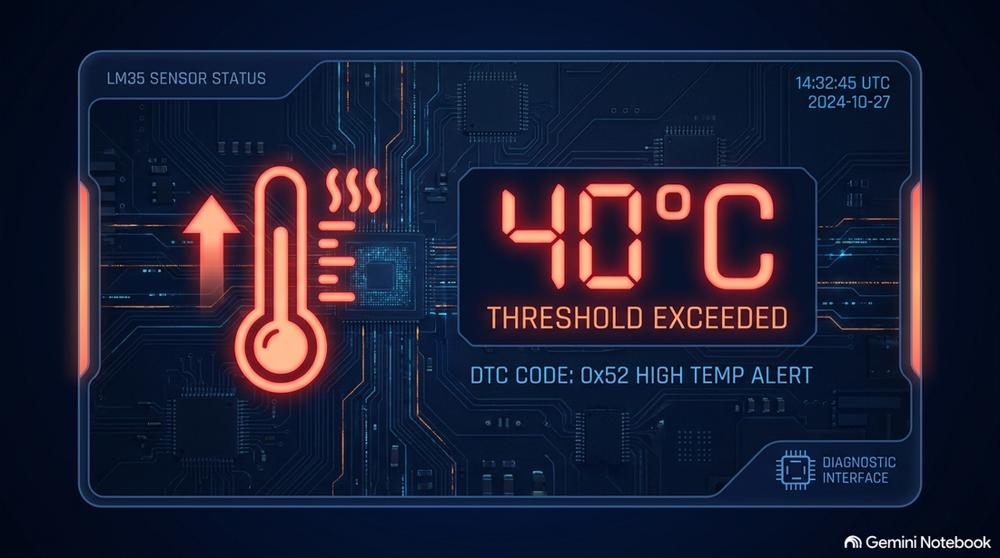 LM35 SENSOR STATUS
14:32:45 UTC
2024-10-27
40°C
THRESHOLD EXCEEDED
DTC CODE: 0x52 HIGH TEMP ALERT
DIAGNOSTIC
INTERFACE
Gemini Notebook